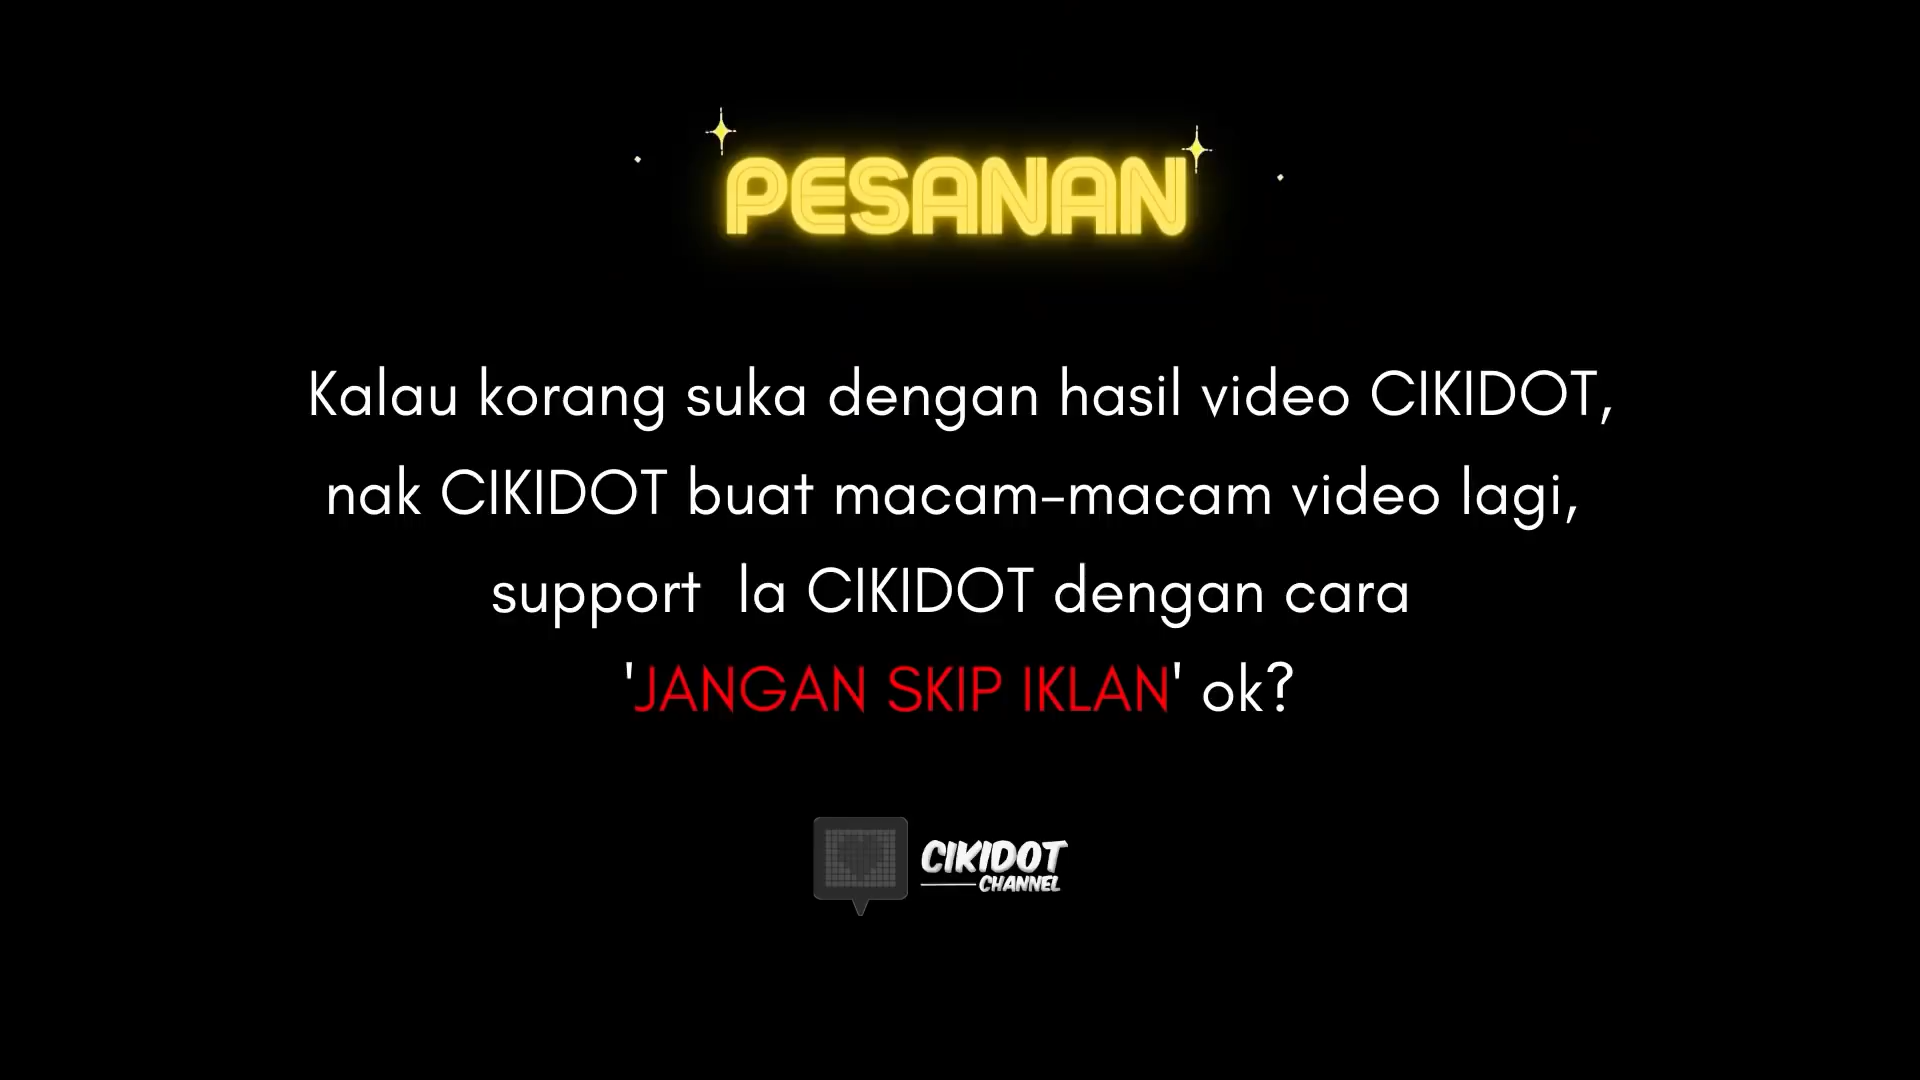 PESANAN
Kalau korang suka dengan hasil video CIKIDOT,
nak CIKIDOT buat macam-macam video lagi,
support la CIKIDOT dengan cara
'JANGAN SKIP IKLAN' ok?
CIKIDOT
CHANNEL